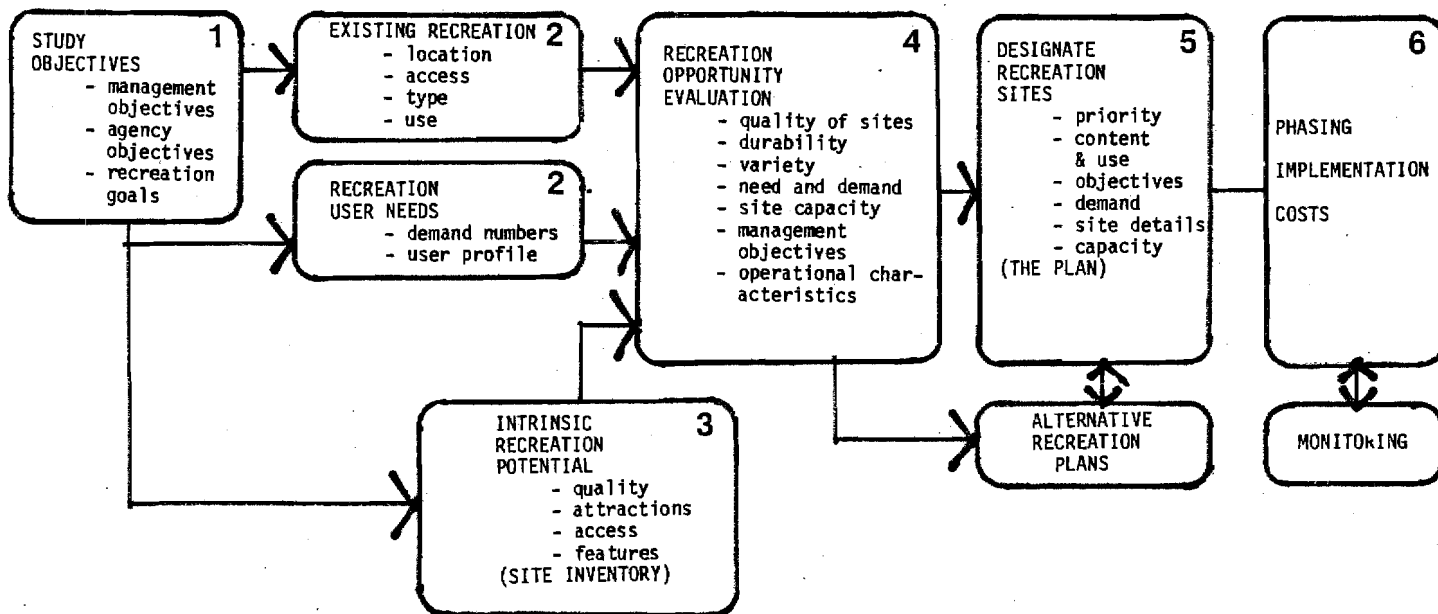 1
STUDY
OBJECTIVES
- management
objectives
- agency
objectives
- recreation
goals
EXISTING RECREATION 2
- location
- access
- type
- use
RECREATION 2
USER NEEDS
- demand numbers
- user profile
INTRINSIC 3
RECREATION
POTENTIAL
- quality
- attractions
- access
- features
(SITE INVENTORY)
4
RECREATION
OPPORTUNITY
EVALUATION
- quality of sites
- durability
- variety
- need and demand
- site capacity
- management
objectives
- operational char-
acteristics
5
DESIGNATE
RECREATION
SITES
- priority
- content
& use
- objectives
- demand
- site details
- capacity
(THE PLAN)
ALTERNATIVE
RECREATION
PLANS
6
PHASING
IMPLEMENTATION
COSTS
MONITORING